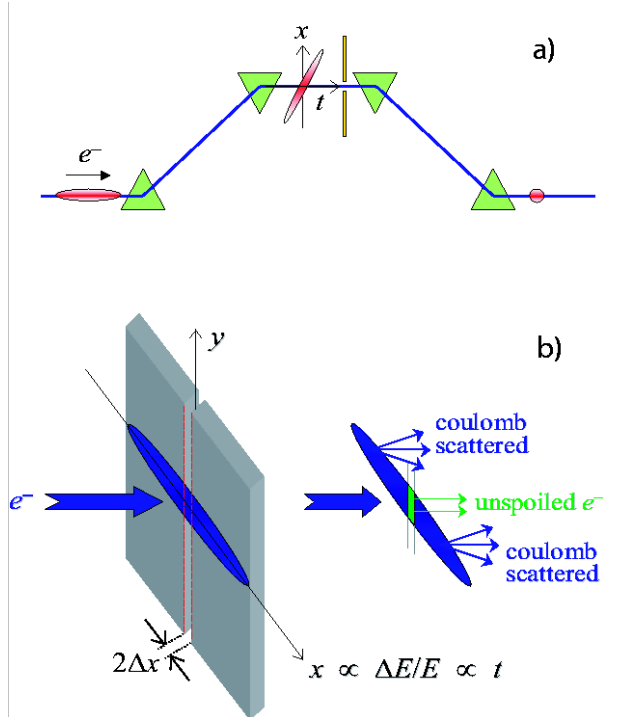 a)
x
t
e⁻
b)
y
coulomb
scattered
e⁻
unspoiled e⁻
coulomb
scattered
2Δx
x ∝ ΔE/E ∝ t